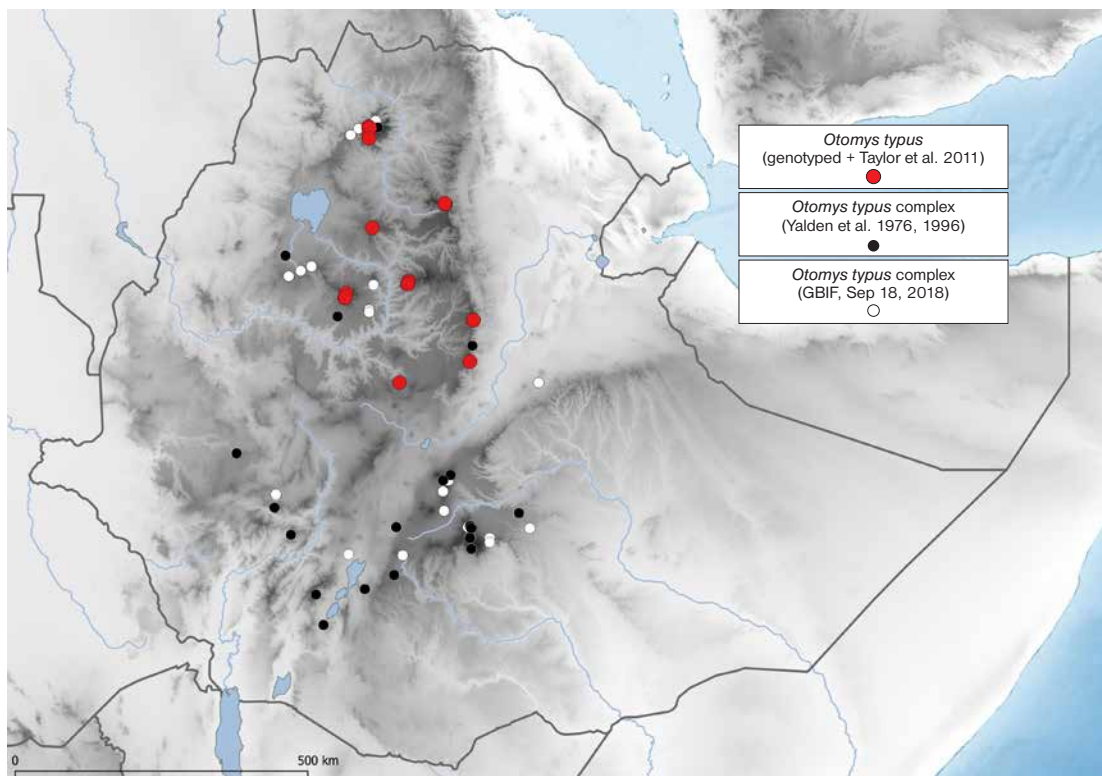 Otomys typus
(genotyped + Taylor et al. 2011)
Otomys typus complex
(Yalden et al. 1976, 1996)
Otomys typus complex
(GBIF, Sep 18, 2018)
0 500 km